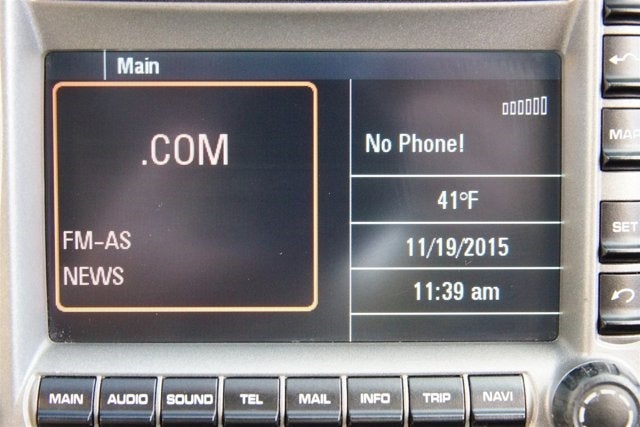 Main
.COM
FM-AS
NEWS
No Phone!
41°F
11/19/2015
11:39 am
MAP
SET
MAIN
AUDIO
SOUND
TEL
MAIL
INFO
TRIP
NAVI